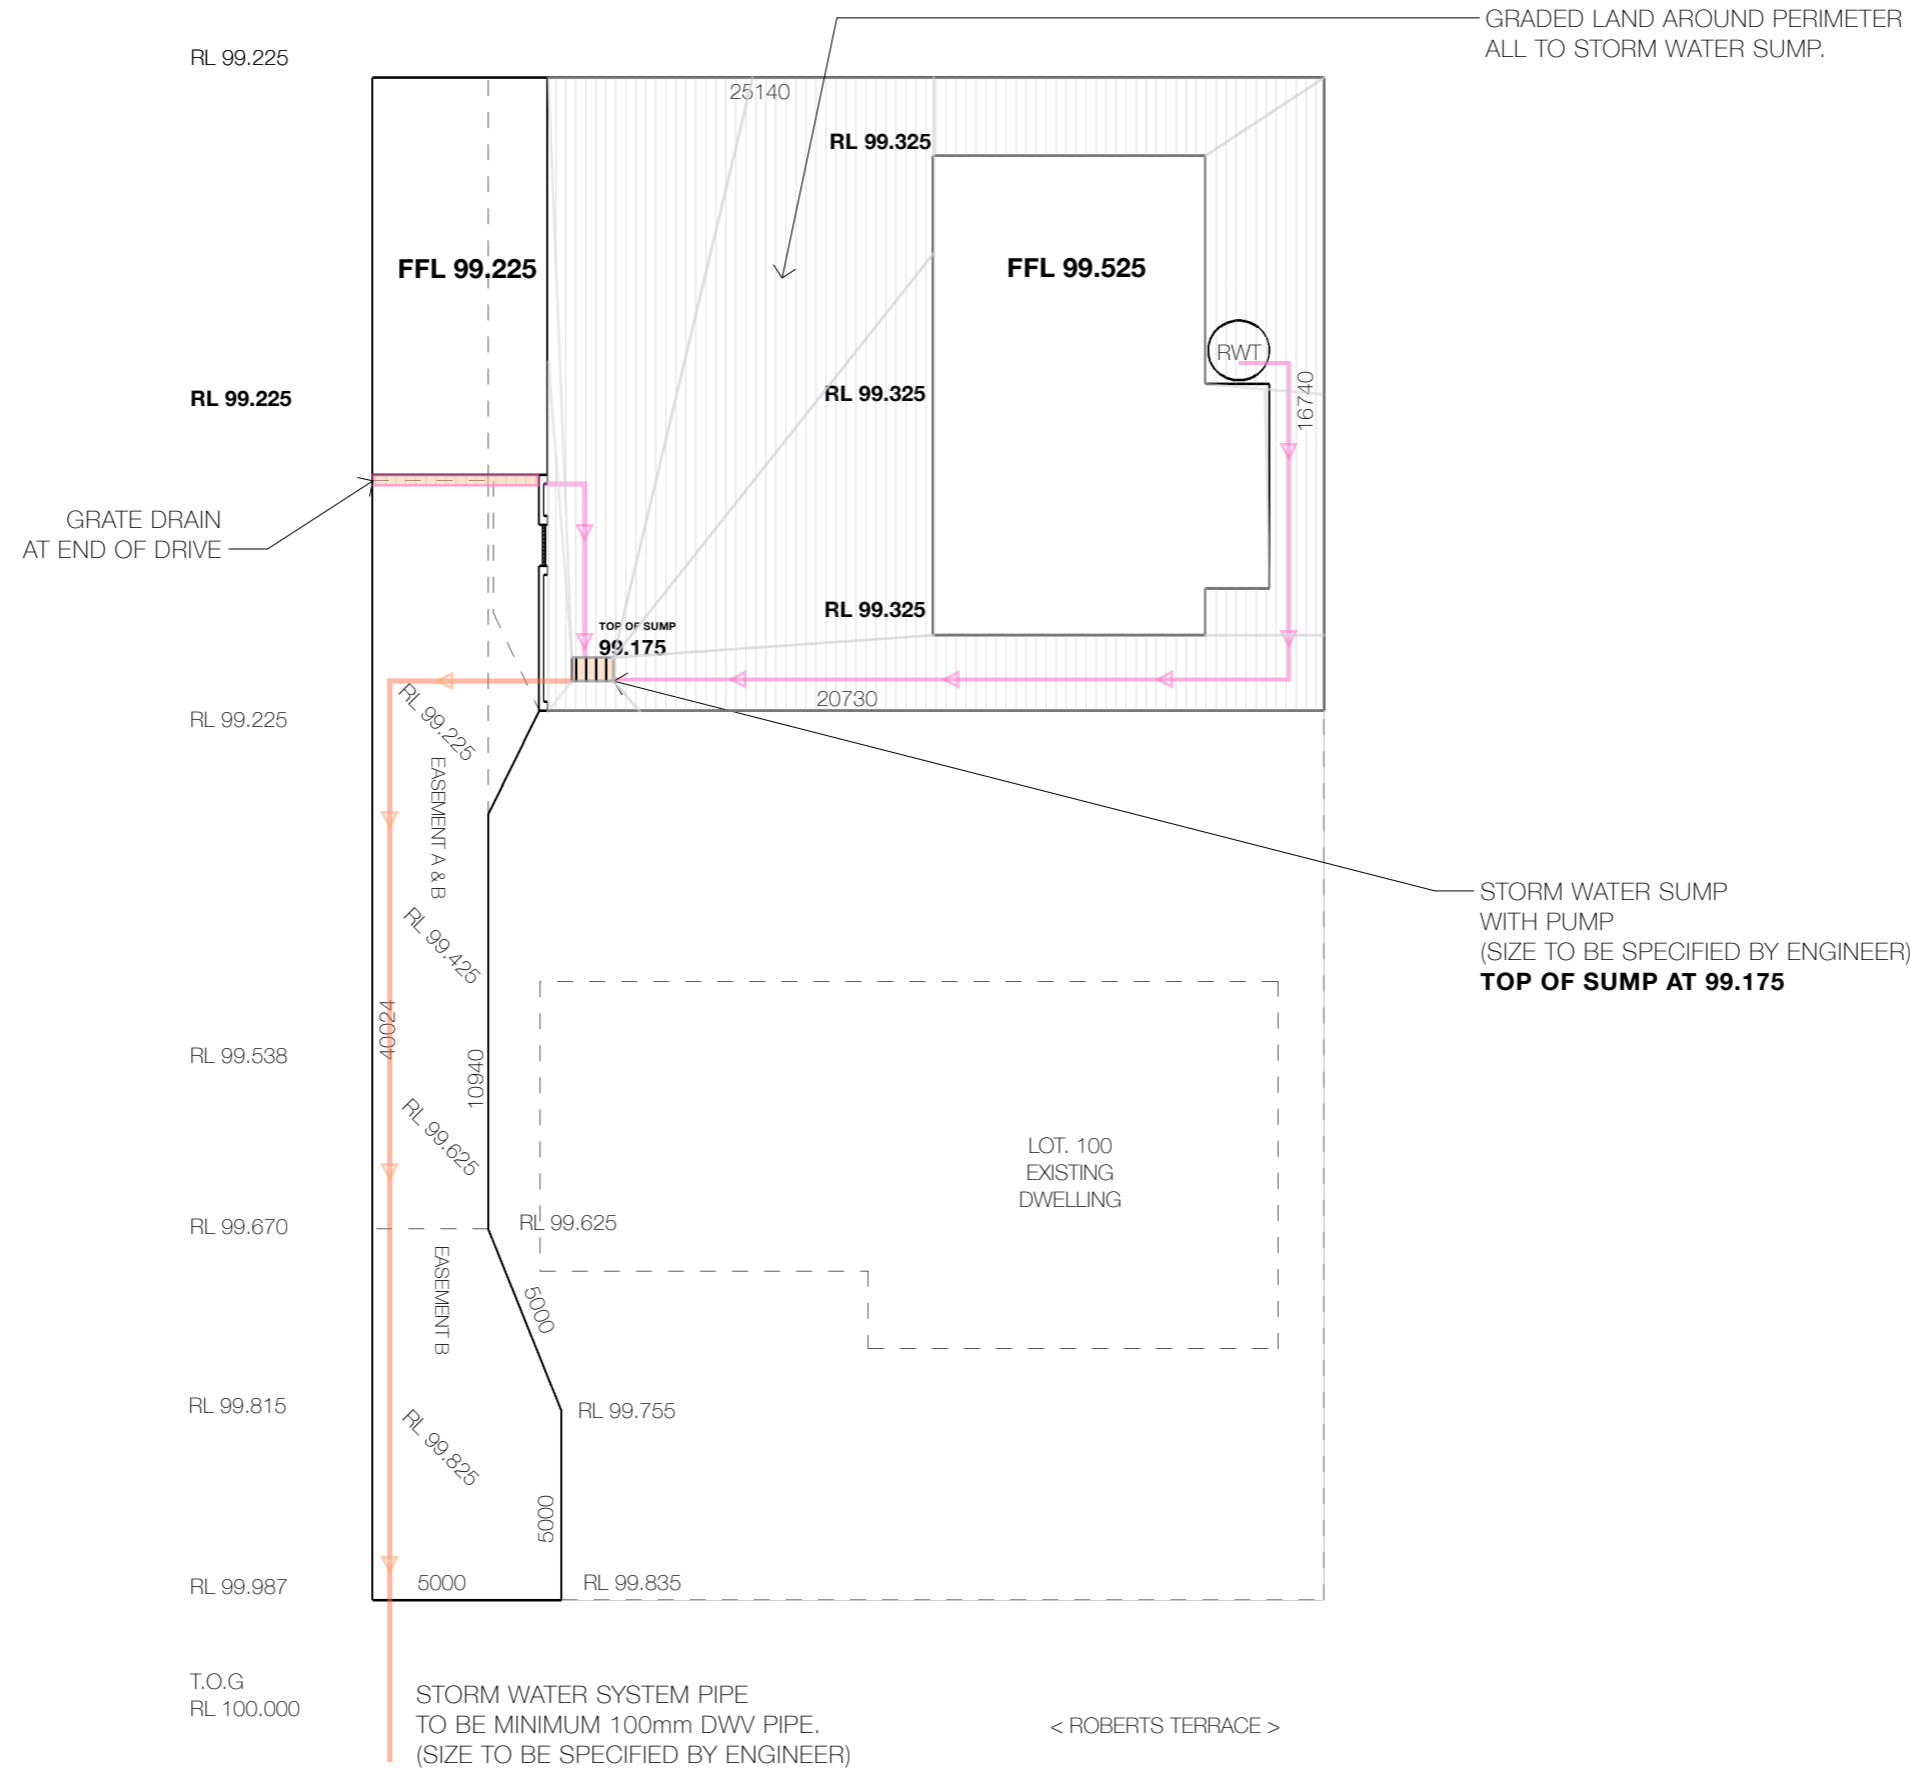 GRADED LAND AROUND PERIMETER
ALL TO STORM WATER SUMP.
RL 99.225
25140
RL 99.325
FFL 99.225
FFL 99.525
RWT
RL 99.225
RL 99.325
16740
GRATE DRAIN
AT END OF DRIVE
RL 99.325
TOP OF SUMP
99.175
RL 99.225
RL 99.225
20730
EASEMENT A & B
STORM WATER SUMP
WITH PUMP
(SIZE TO BE SPECIFIED BY ENGINEER)
TOP OF SUMP AT 99.175
RL 99.425
40024
RL 99.538
10940
RL 99.625
LOT. 100
EXISTING
DWELLING
RL 99.670
RL 99.625
EASEMENT B
5000
RL 99.815
RL 99.755
RL 99.825
5000
RL 99.987
5000
RL 99.835
T.O.G
RL 100.000
STORM WATER SYSTEM PIPE
TO BE MINIMUM 100mm DWV PIPE.
(SIZE TO BE SPECIFIED BY ENGINEER)
< ROBERTS TERRACE >